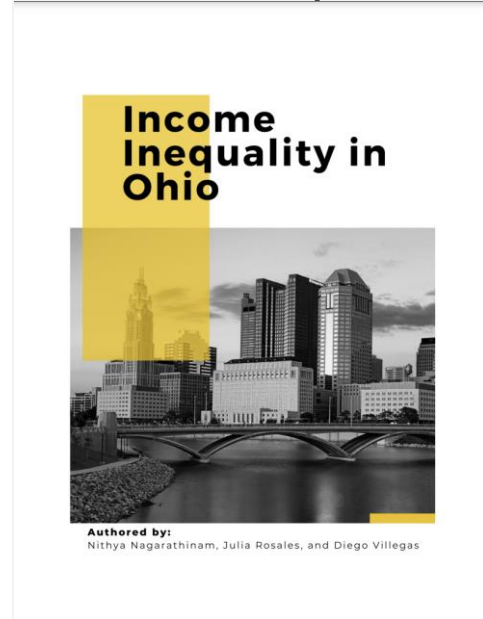 Income
Inequality in
Ohio
Authored by:
Nithya Nagarathinam, Julia Rosales, and Diego Villegas